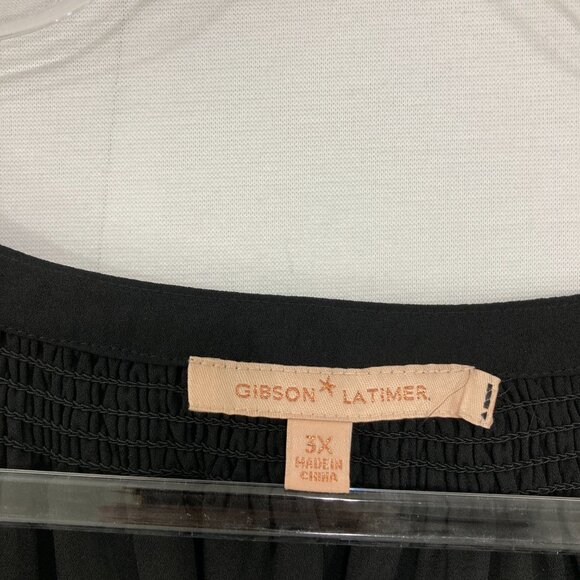 GIBSON LATIMER.
3X
MADE IN
CHINA